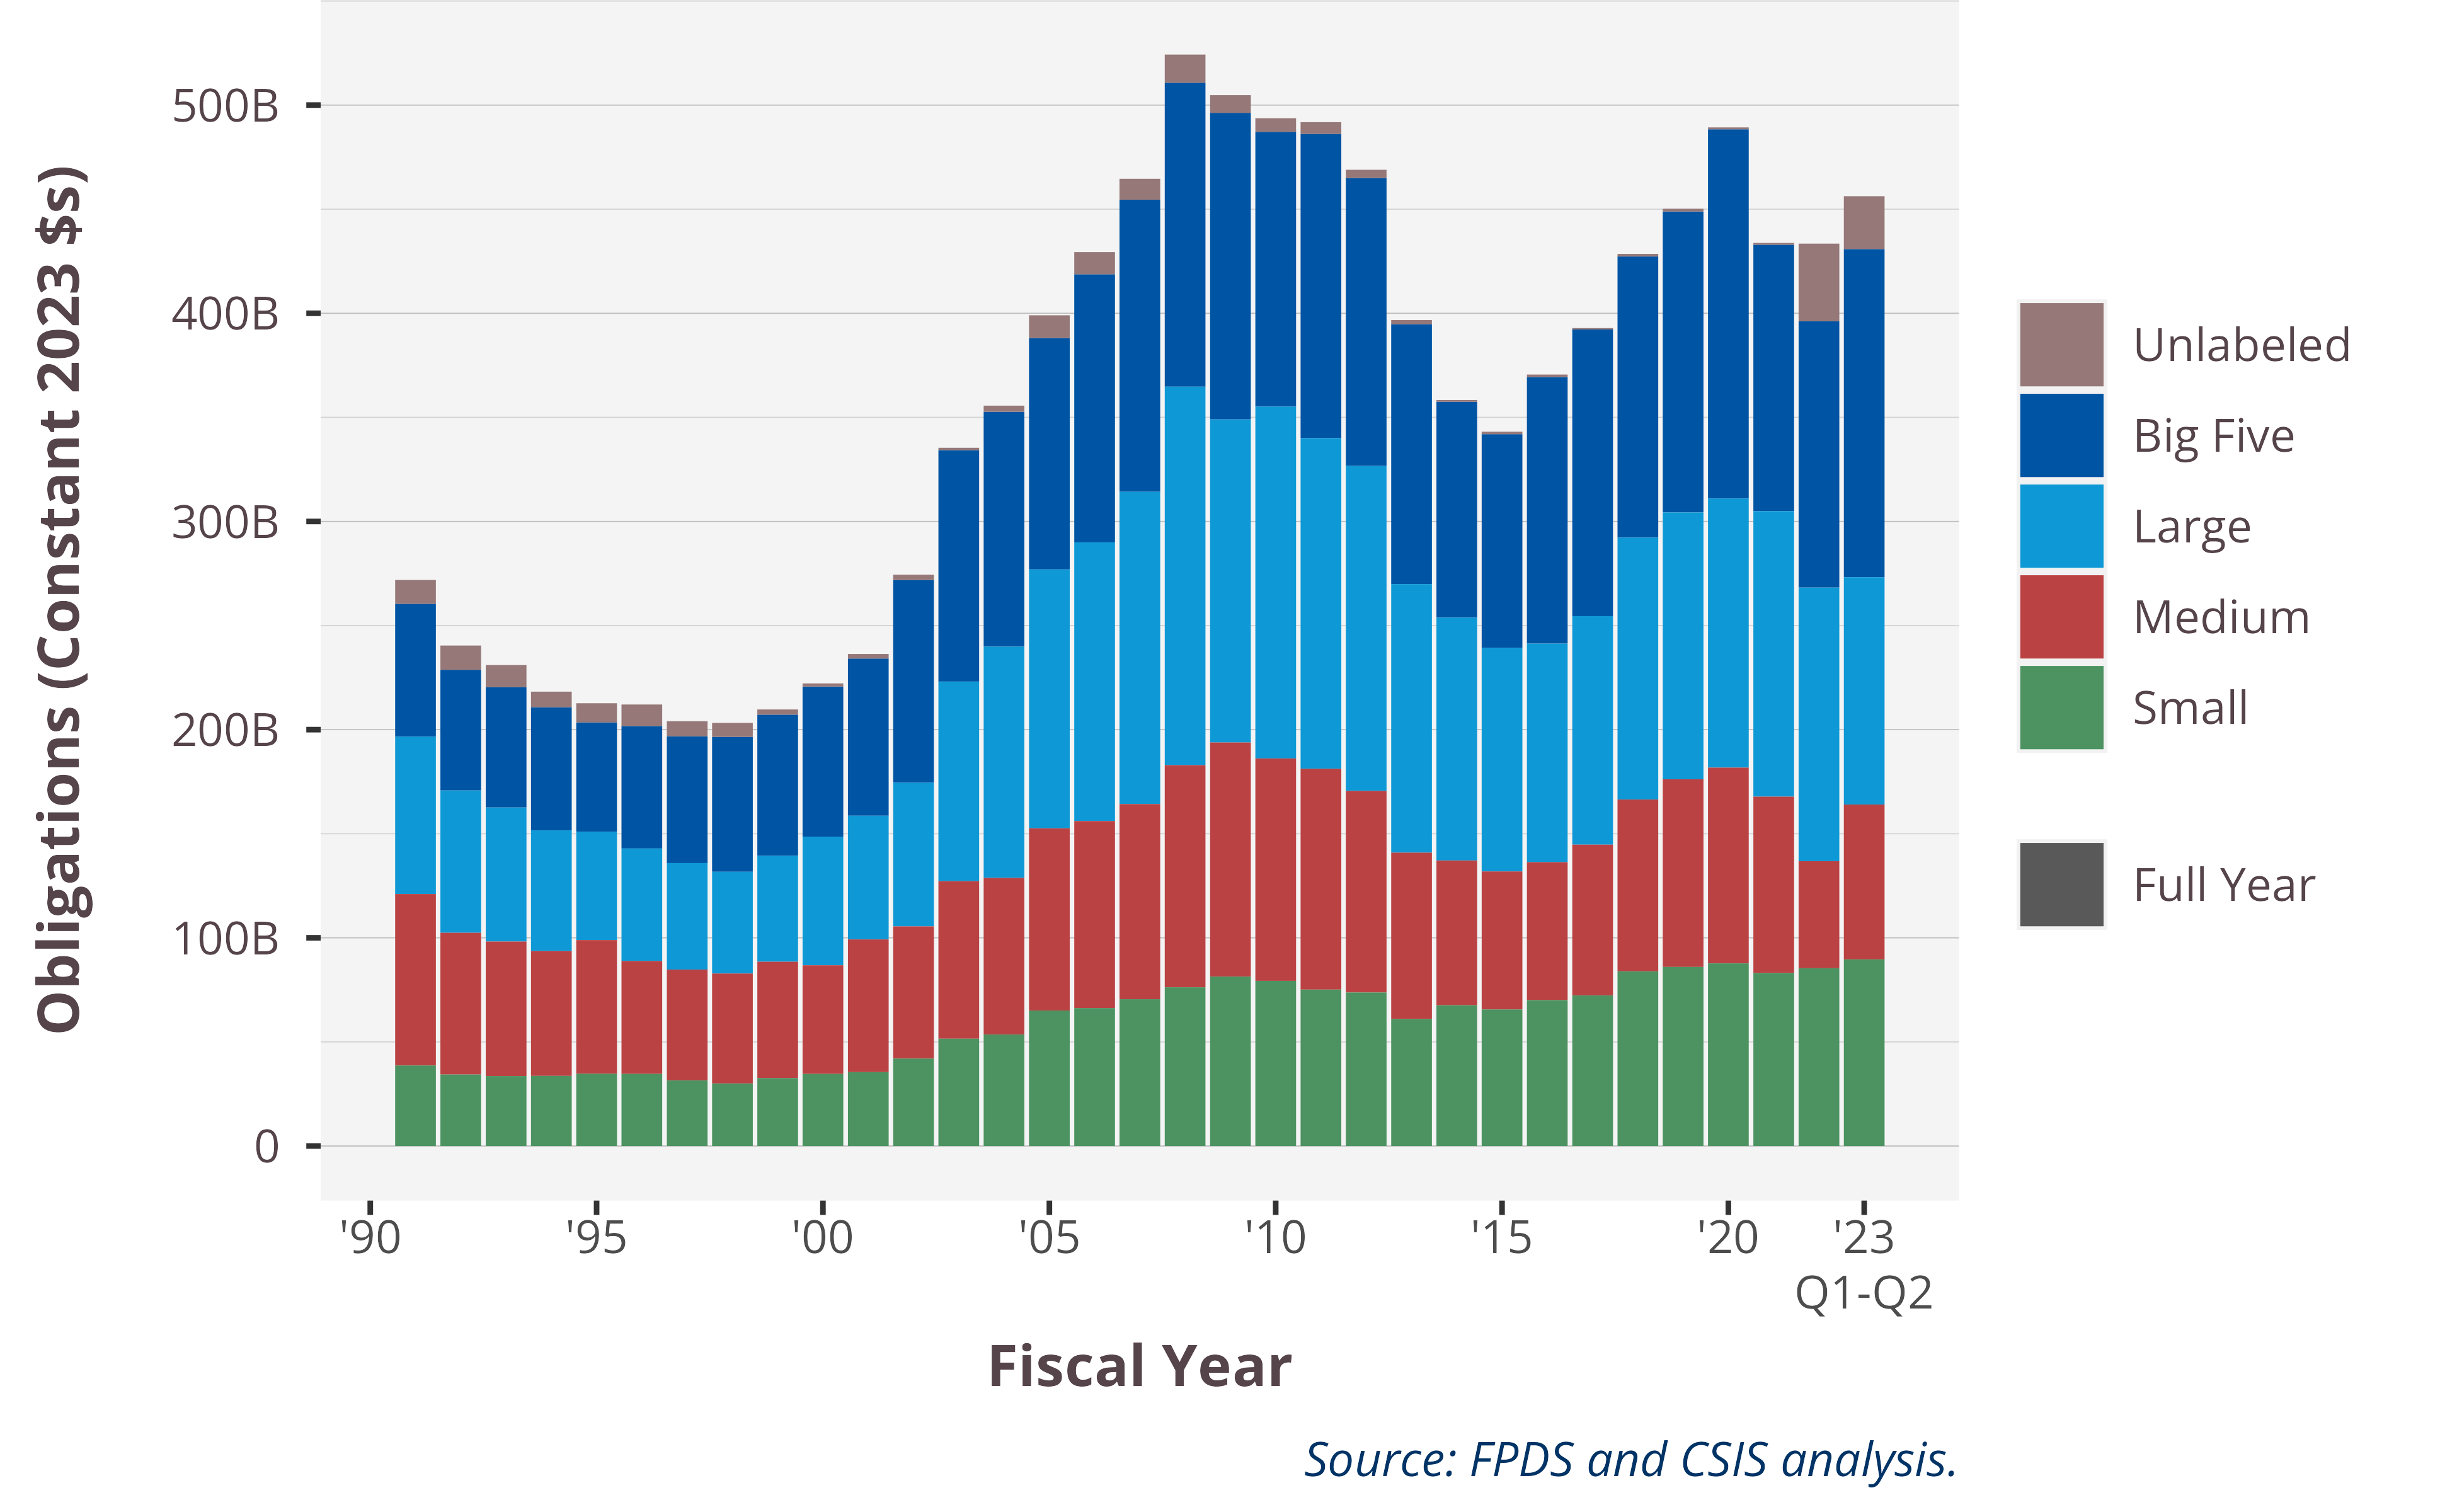 Obligations (Constant 2023 $s)
500B
400B
300B
200B
100B
0
'90
'95
'00
'05
'10
'15
'20
'23
Q1-Q2
Fiscal Year
Unlabeled
Big Five
Large
Medium
Small
Full Year
Source: FPDS and CSIS analysis.